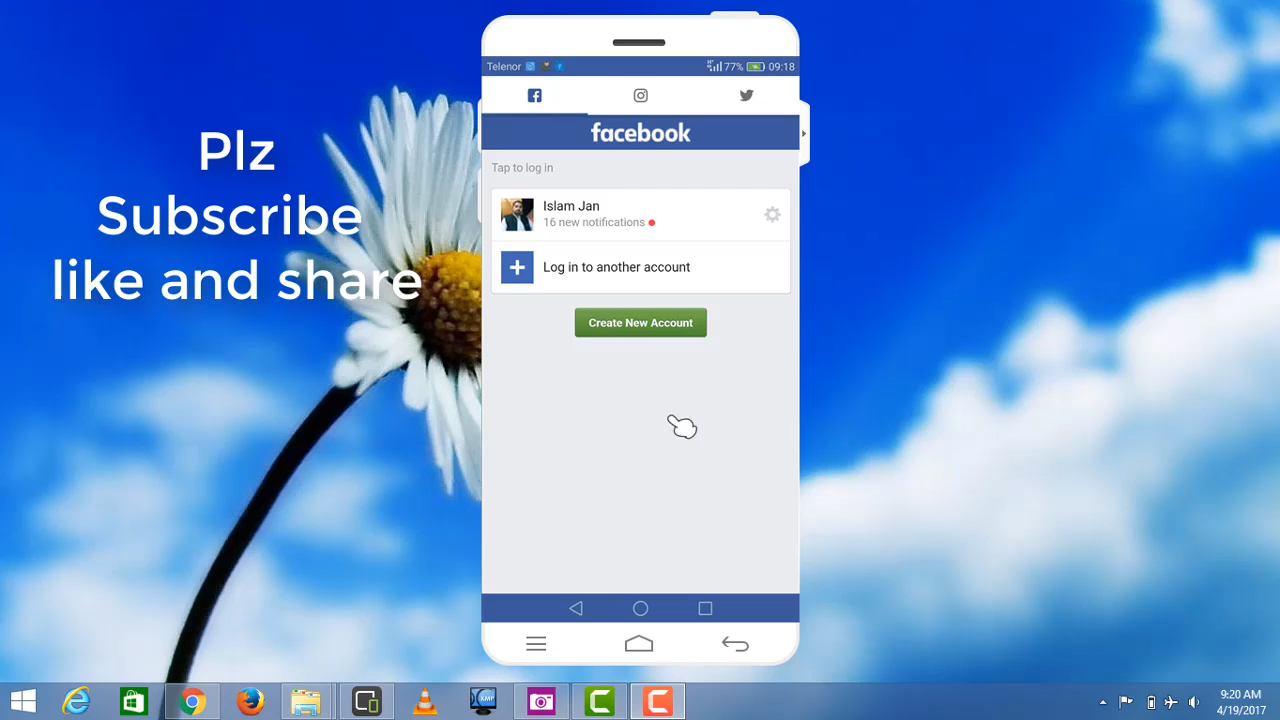 Plz
Subscribe
like and share
Telenor 77% 09:18
facebook
Tap to log in
Islam Jan
16 new notifications
Log in to another account
Create New Account
XMP
9:20 AM
4/19/2017